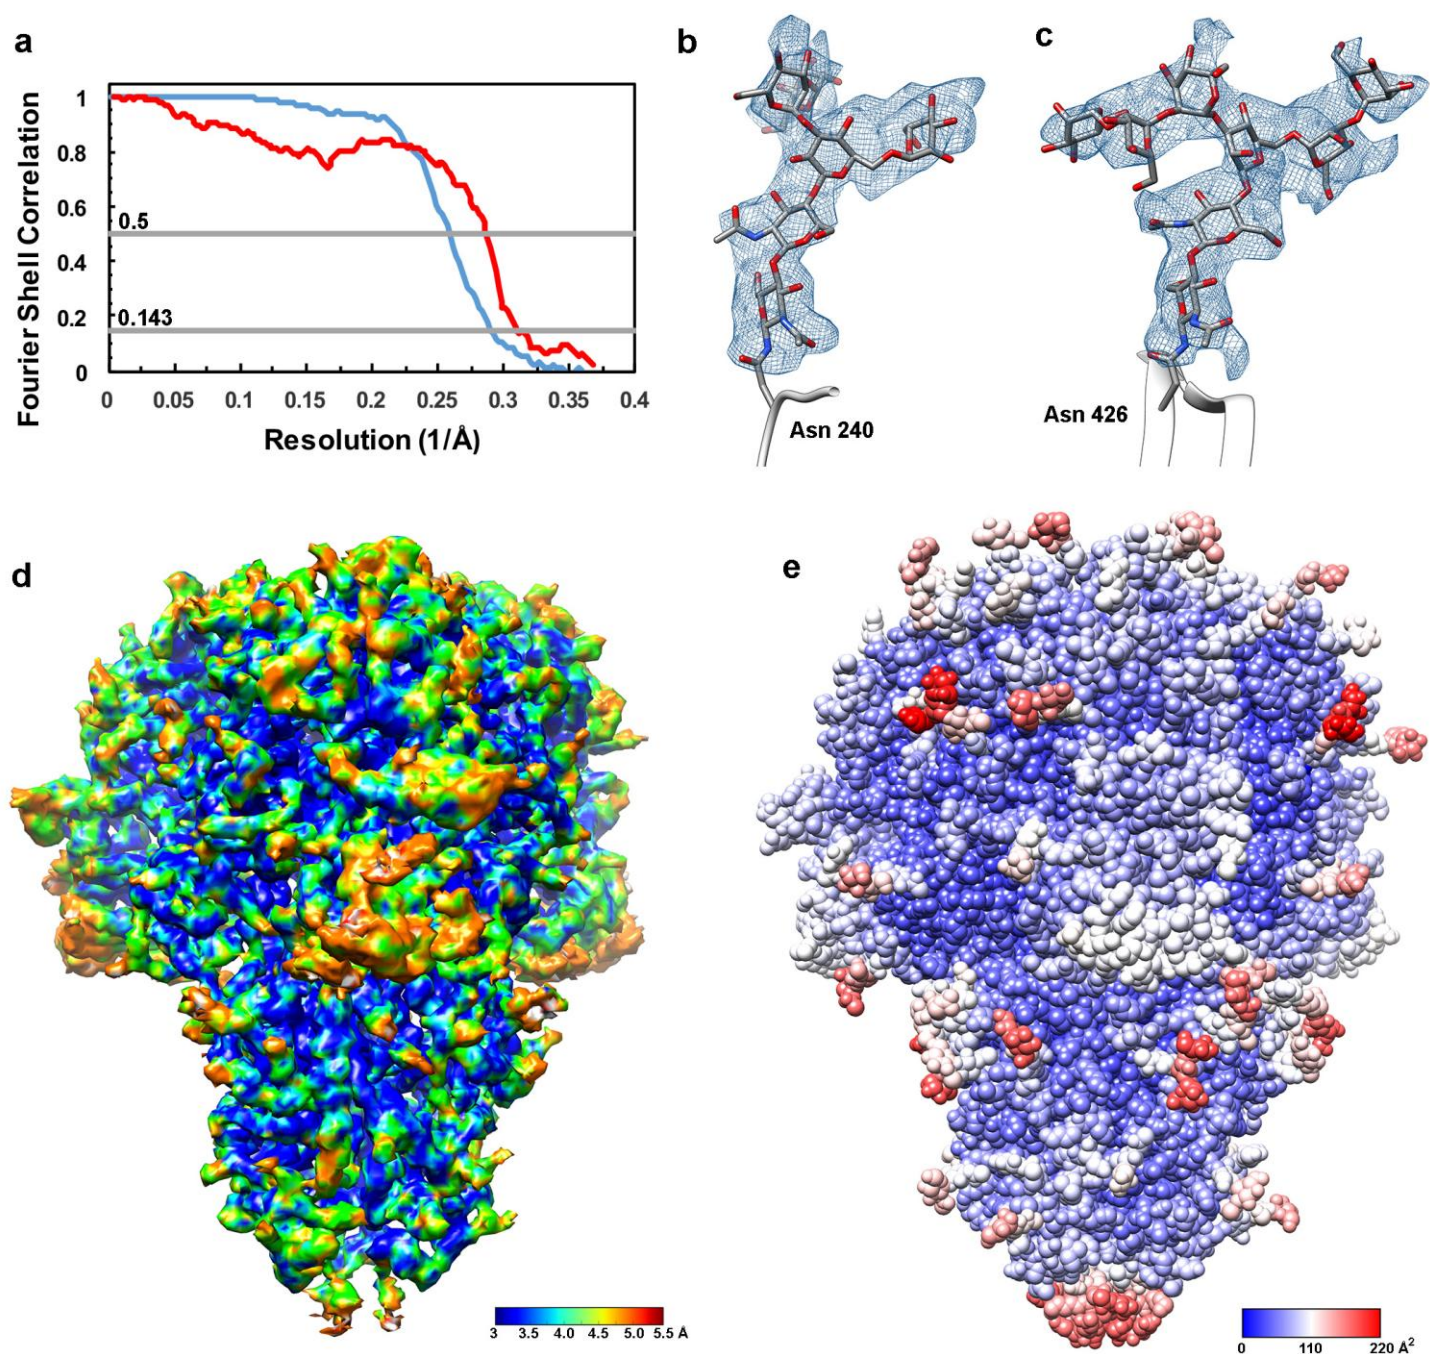 a
Fourier Shell Correlation
1
0.8
0.6
0.5
0.4
0.2
0.143
0
0 0.05 0.1 0.15 0.2 0.25 0.3 0.35 0.4
Resolution (1/Å)
b
Asn 240
c
Asn 426
d
3 3.5 4.0 4.5 5.0 5.5 Å
e
0 110 220 Å²